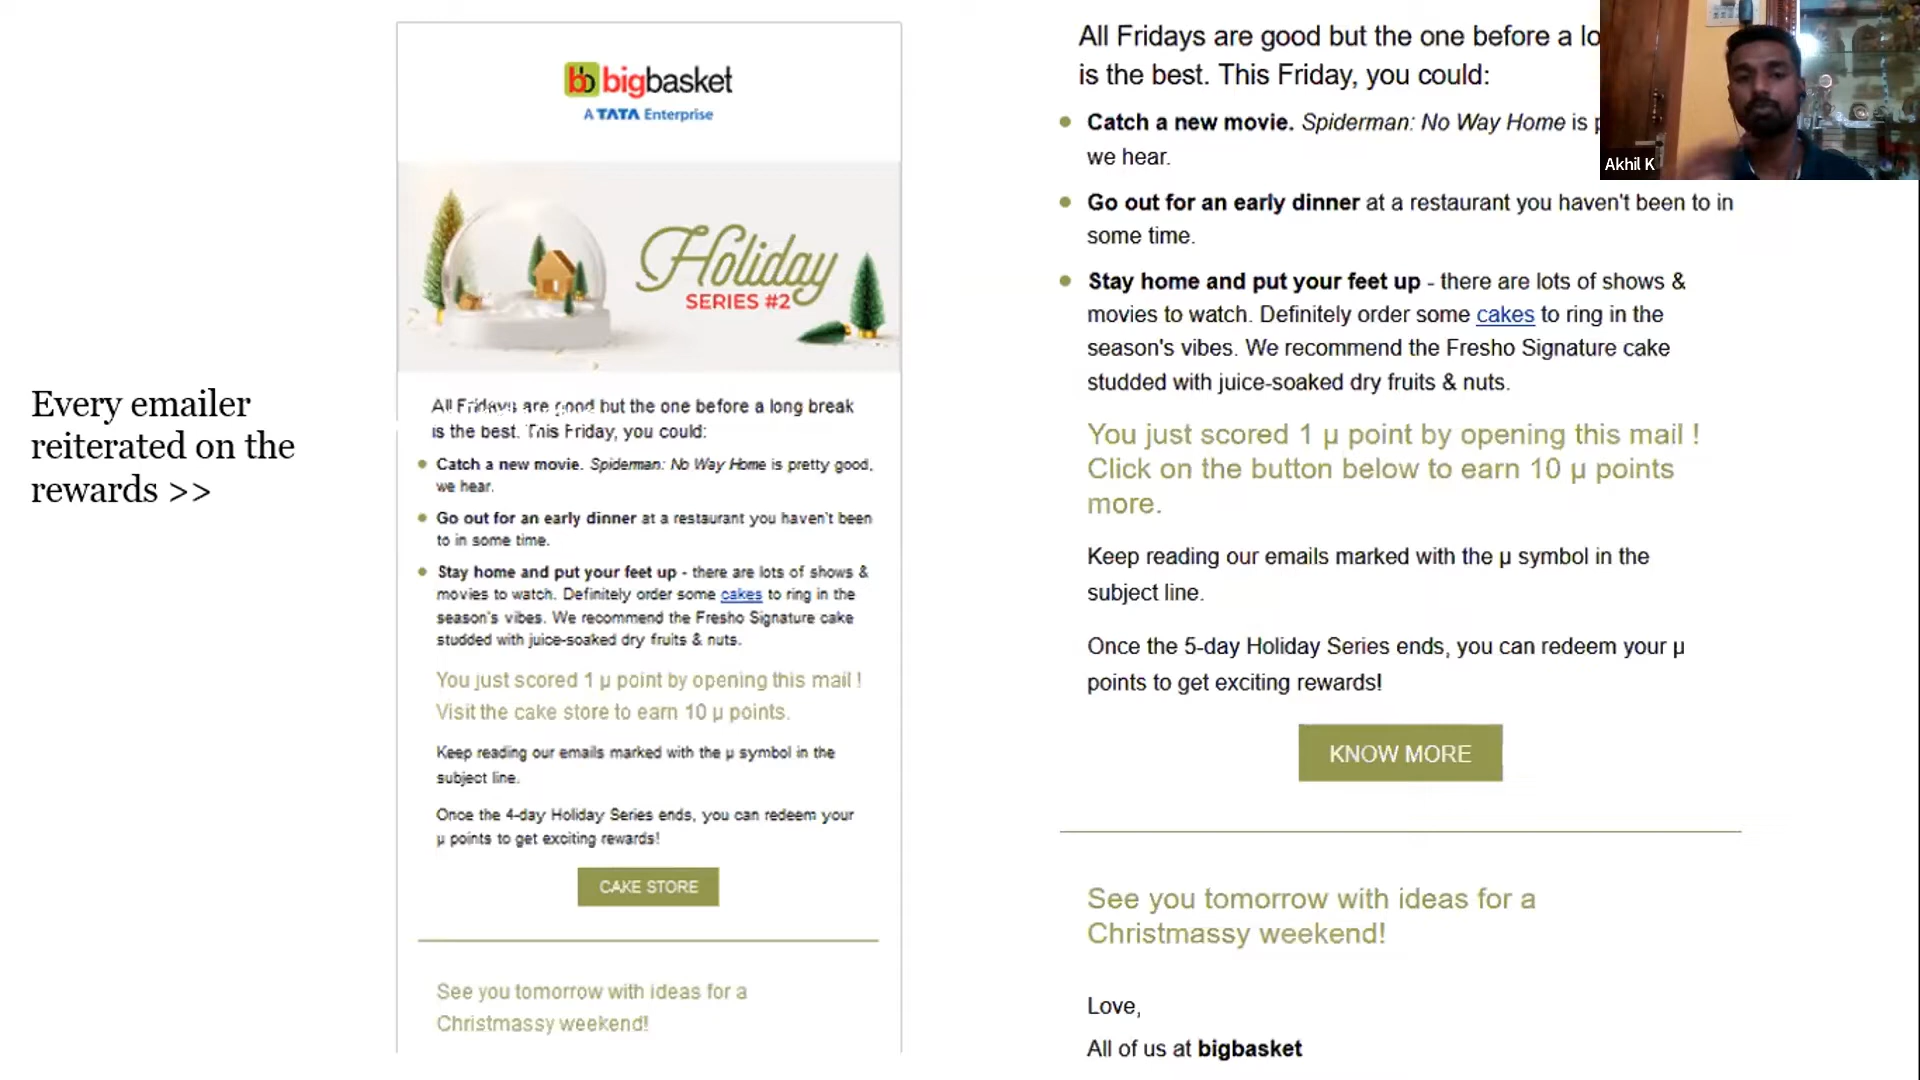 Every emailer
reiterated on the
rewards >>
bb bigbasket
A TATA Enterprise
Holiday
SERIES #2
All Fridays are good but the one before a long break
is the best. This Friday, you could:
Catch a new movie. Spiderman: No Way Home is pretty good,
we hear.
Go out for an early dinner at a restaurant you haven't been
to in some time.
Stay home and put your feet up - there are lots of shows &
movies to watch. Definitely order some cakes to ring in the
season's vibes. We recommend the Fresho Signature cake
studded with juice-soaked dry fruits & nuts.
You just scored 1 µ point by opening this mail !
Visit the cake store to earn 10 µ points.
Keep reading our emails marked with the µ symbol in the
subject line.
Once the 4-day Holiday Series ends, you can redeem your
µ points to get exciting rewards!
CAKE STORE
See you tomorrow with ideas for a
Christmassy weekend!
All Fridays are good but the one before a lo
is the best. This Friday, you could:
Catch a new movie. Spiderman: No Way Home is p
we hear.
Go out for an early dinner at a restaurant you haven't been to in
some time.
Stay home and put your feet up - there are lots of shows &
movies to watch. Definitely order some cakes to ring in the
season's vibes. We recommend the Fresho Signature cake
studded with juice-soaked dry fruits & nuts.
You just scored 1 µ point by opening this mail !
Click on the button below to earn 10 µ points
more.
Keep reading our emails marked with the µ symbol in the
subject line.
Once the 5-day Holiday Series ends, you can redeem your µ
points to get exciting rewards!
KNOW MORE
See you tomorrow with ideas for a
Christmassy weekend!
Love,
All of us at bigbasket
Akhil K